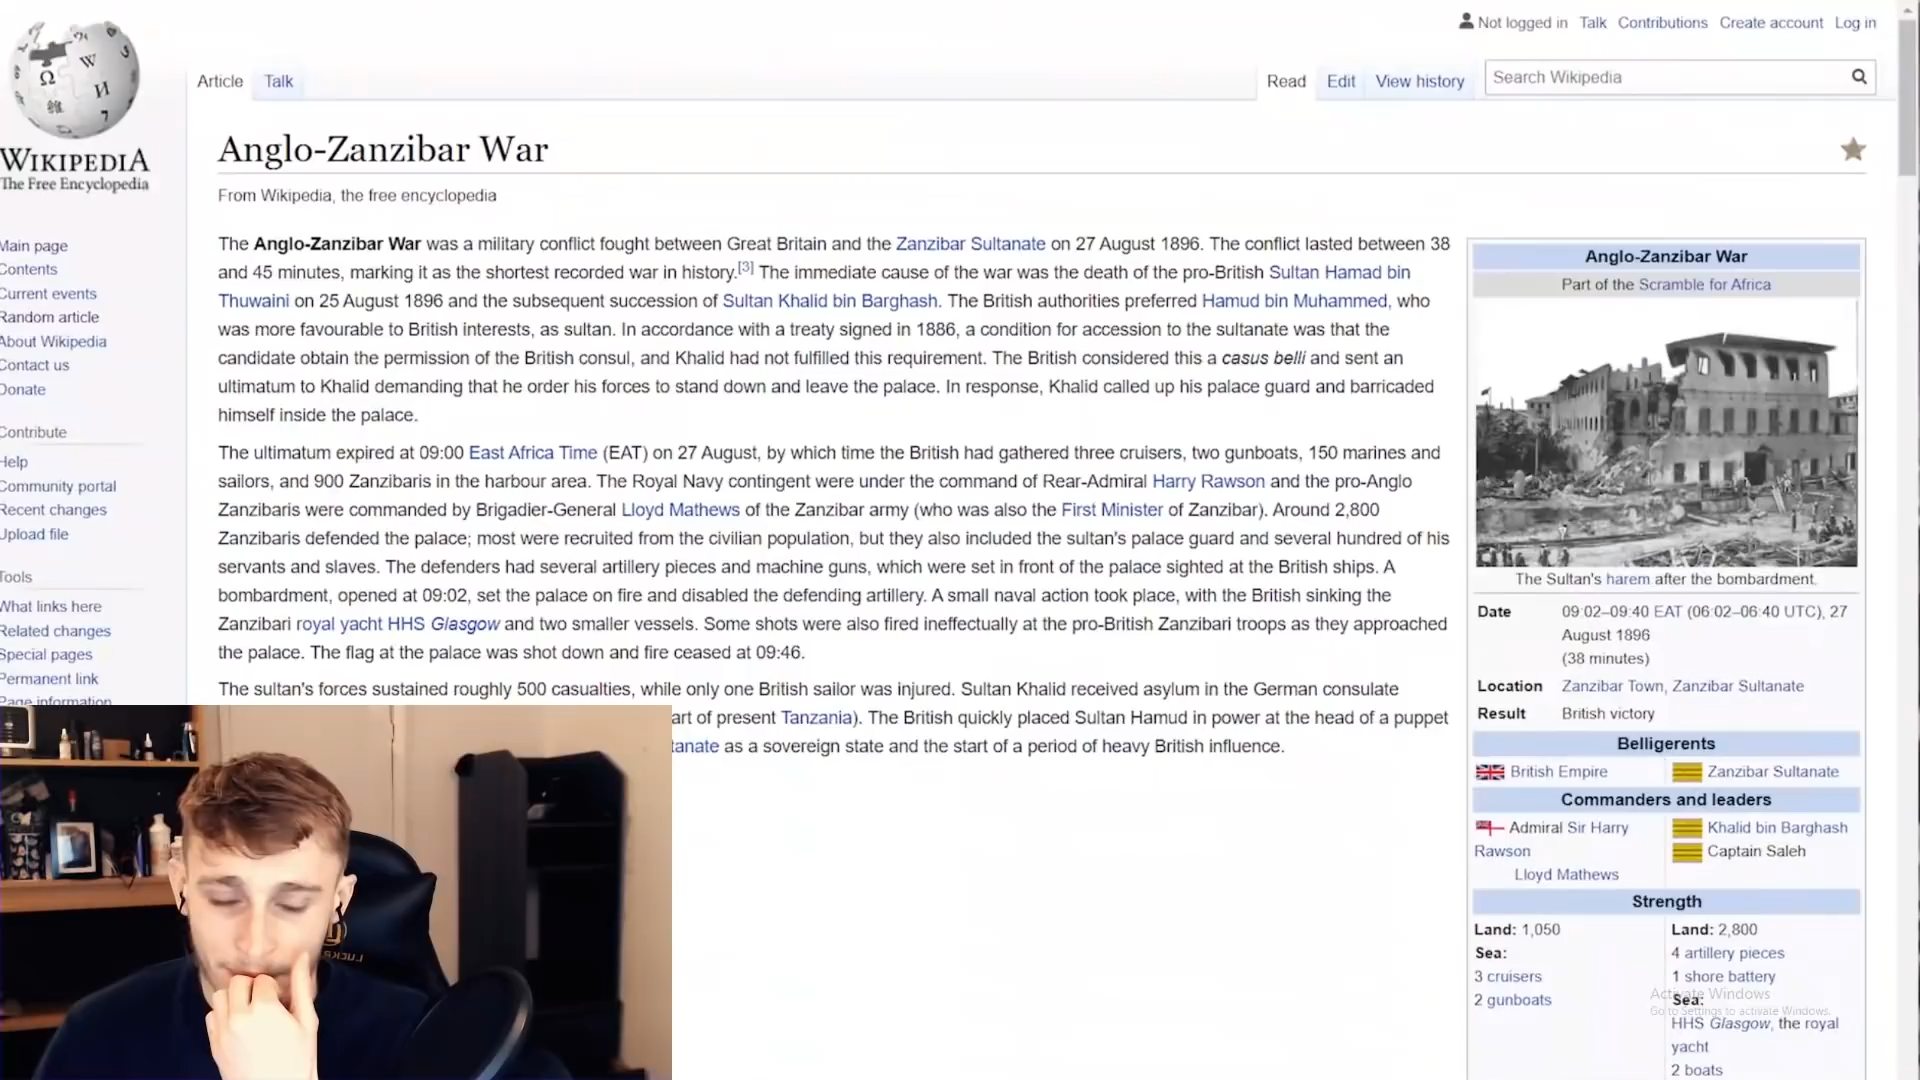 Not logged in Talk Contributions Create account Log in
Article Talk
Read Edit View history Search Wikipedia
WIKIPEDIA
The Free Encyclopedia
Main page
Contents
Current events
Random article
About Wikipedia
Contact us
Donate
Contribute
Help
Community portal
Recent changes
Upload file
Tools
What links here
Related changes
Special pages
Permanent link
Page information
Anglo-Zanzibar War
From Wikipedia, the free encyclopedia
The Anglo-Zanzibar War was a military conflict fought between Great Britain and the Zanzibar Sultanate on 27 August 1896. The conflict lasted between 38
and 45 minutes, marking it as the shortest recorded war in history.[3] The immediate cause of the war was the death of the pro-British Sultan Hamad bin
Thuwaini on 25 August 1896 and the subsequent succession of Sultan Khalid bin Barghash. The British authorities preferred Hamud bin Muhammed, who
was more favourable to British interests, as sultan. In accordance with a treaty signed in 1886, a condition for accession to the sultanate was that the
candidate obtain the permission of the British consul, and Khalid had not fulfilled this requirement. The British considered this a casus belli and sent an
ultimatum to Khalid demanding that he order his forces to stand down and leave the palace. In response, Khalid called up his palace guard and barricaded
himself inside the palace.
The ultimatum expired at 09:00 East Africa Time (EAT) on 27 August, by which time the British had gathered three cruisers, two gunboats, 150 marines and
sailors, and 900 Zanzibaris in the harbour area. The Royal Navy contingent were under the command of Rear-Admiral Harry Rawson and the pro-Anglo
Zanzibaris were commanded by Brigadier-General Lloyd Mathews of the Zanzibar army (who was also the First Minister of Zanzibar). Around 2,800
Zanzibaris defended the palace; most were recruited from the civilian population, but they also included the sultan's palace guard and several hundred of his
servants and slaves. The defenders had several artillery pieces and machine guns, which were set in front of the palace sighted at the British ships. A
bombardment, opened at 09:02, set the palace on fire and disabled the defending artillery. A small naval action took place, with the British sinking the
Zanzibari royal yacht HHS Glasgow and two smaller vessels. Some shots were also fired ineffectually at the pro-British Zanzibari troops as they approached
the palace. The flag at the palace was shot down and fire ceased at 09:46.
The sultan's forces sustained roughly 500 casualties, while only one British sailor was injured. Sultan Khalid received asylum in the German consulate
art of present Tanzania). The British quickly placed Sultan Hamud in power at the head of a puppet
tanate as a sovereign state and the start of a period of heavy British influence.
Anglo-Zanzibar War
Part of the Scramble for Africa
The Sultan's harem after the bombardment.
Date 09:02–09:40 EAT (06:02–06:40 UTC), 27
August 1896
(38 minutes)
Location Zanzibar Town, Zanzibar Sultanate
Result British victory
Belligerents
British Empire Zanzibar Sultanate
Commanders and leaders
Admiral Sir Harry
Rawson
Lloyd Mathews
Khalid bin Barghash
Captain Saleh
Strength
Land: 1,050
Sea:
3 cruisers
2 gunboats
Land: 2,800
4 artillery pieces
1 shore battery
Sea:
HHS Glasgow, the royal
yacht
2 boats
Activate Windows
Go to Settings to activate Windows.